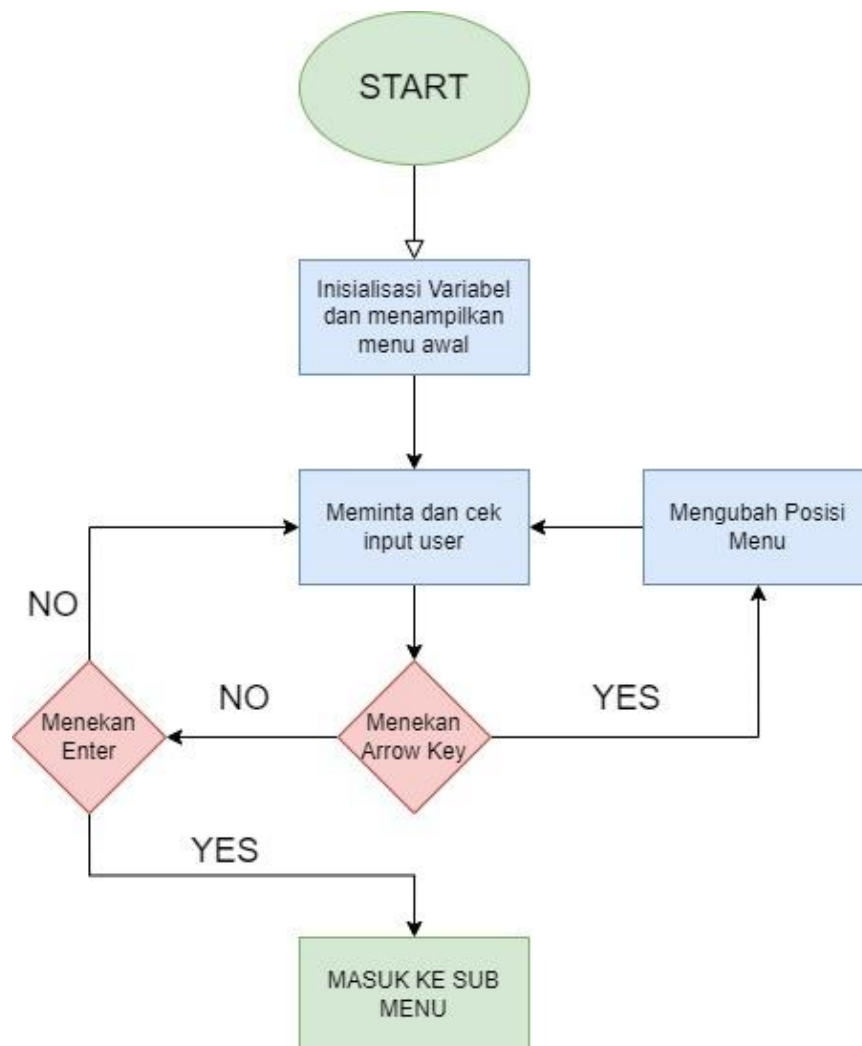 START
Inisialisasi Variabel
dan menampilkan
menu awal
Meminta dan cek
input user
Mengubah Posisi
Menu
NO
Menekan
Enter
NO
Menekan
Arrow Key
YES
YES
MASUK KE SUB
MENU